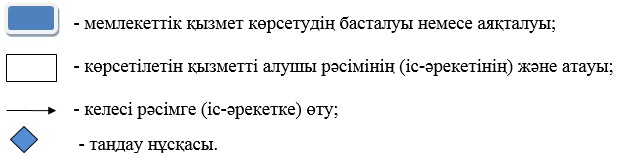 - мемлекеттік қызмет көрсетудің басталуы немесе аяқталуы;
- көрсетілетін қызметті алушы рәсімінің (іс-әрекетінің) және атауы;
- келесі рәсімге (іс-әрекетке) өту;
- таңдау нұсқасы.